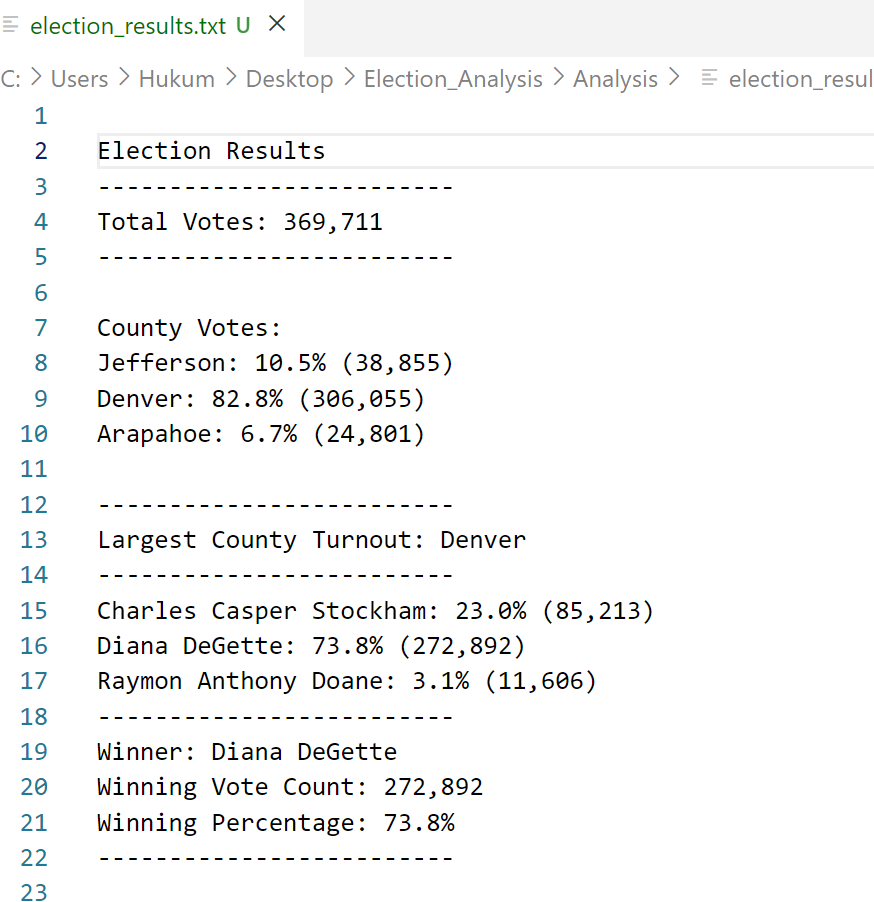 election_results.txt U ×
C: > Users > Hukum > Desktop > Election_Analysis > Analysis > election_resul
1
2 Election Results
3 -------------------------
4 Total Votes: 369,711
5 -------------------------
6
7 County Votes:
8 Jefferson: 10.5% (38,855)
9 Denver: 82.8% (306,055)
10 Arapahoe: 6.7% (24,801)
11
12 -------------------------
13 Largest County Turnout: Denver
14 -------------------------
15 Charles Casper Stockham: 23.0% (85,213)
16 Diana DeGette: 73.8% (272,892)
17 Raymon Anthony Doane: 3.1% (11,606)
18 -------------------------
19 Winner: Diana DeGette
20 Winning Vote Count: 272,892
21 Winning Percentage: 73.8%
22 -------------------------
23